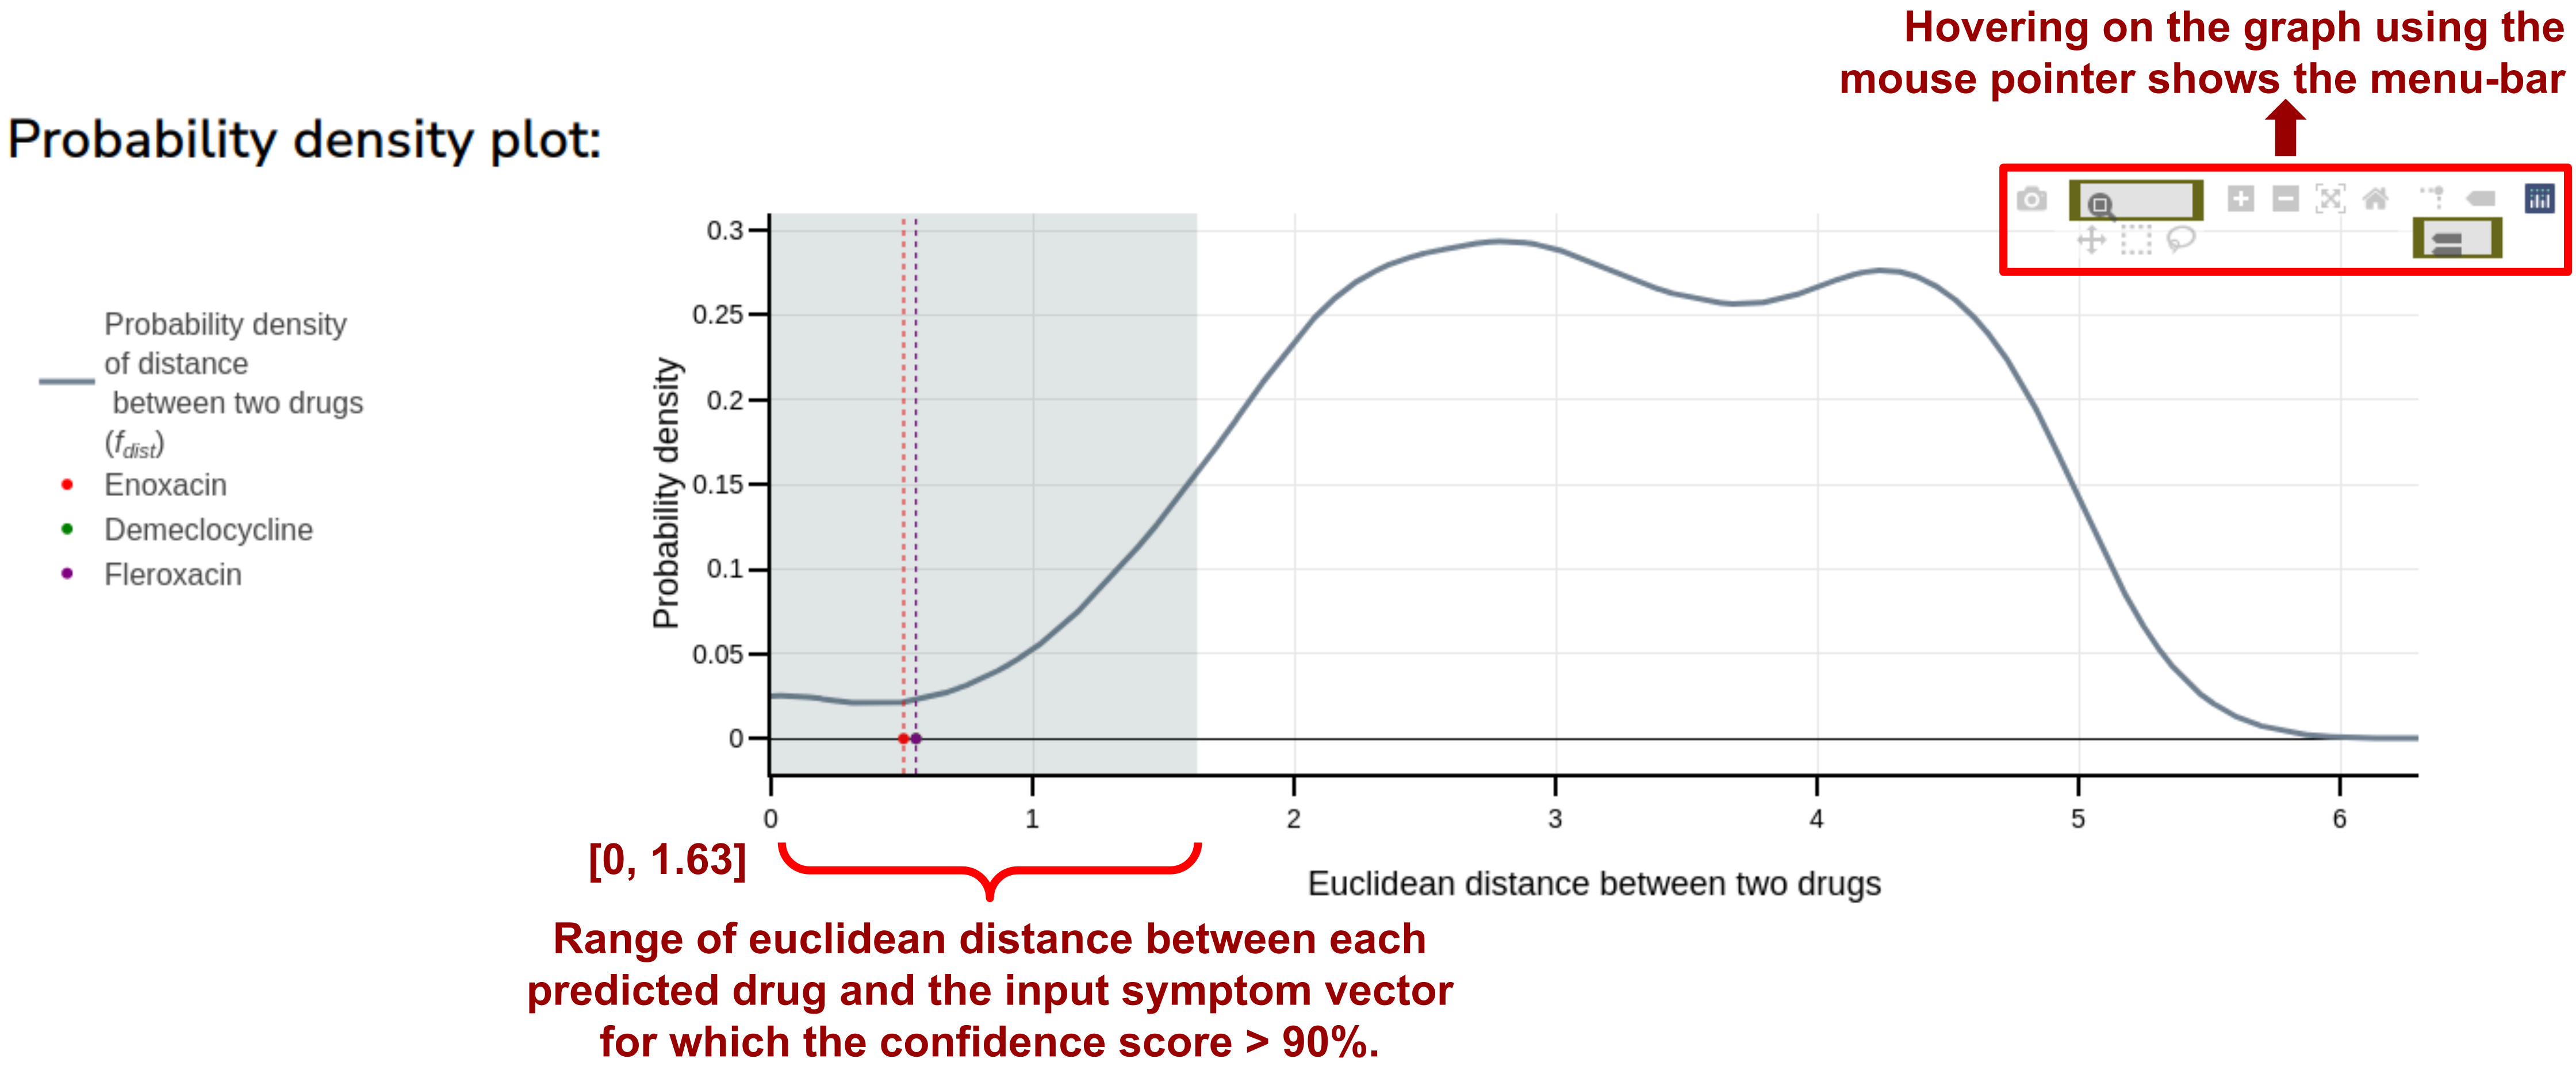 Hovering on the graph using the
mouse pointer shows the menu-bar
Probability density plot:
Probability density
of distance
between two drugs
(fdist)
Enoxacin
Demeclocycline
Fleroxacin
Probability density
0.3
0.25
0.2
0.15
0.1
0.05
0
0 1 2 3 4 5 6
Euclidean distance between two drugs
[0, 1.63]
Range of euclidean distance between each
predicted drug and the input symptom vector
for which the confidence score > 90%.